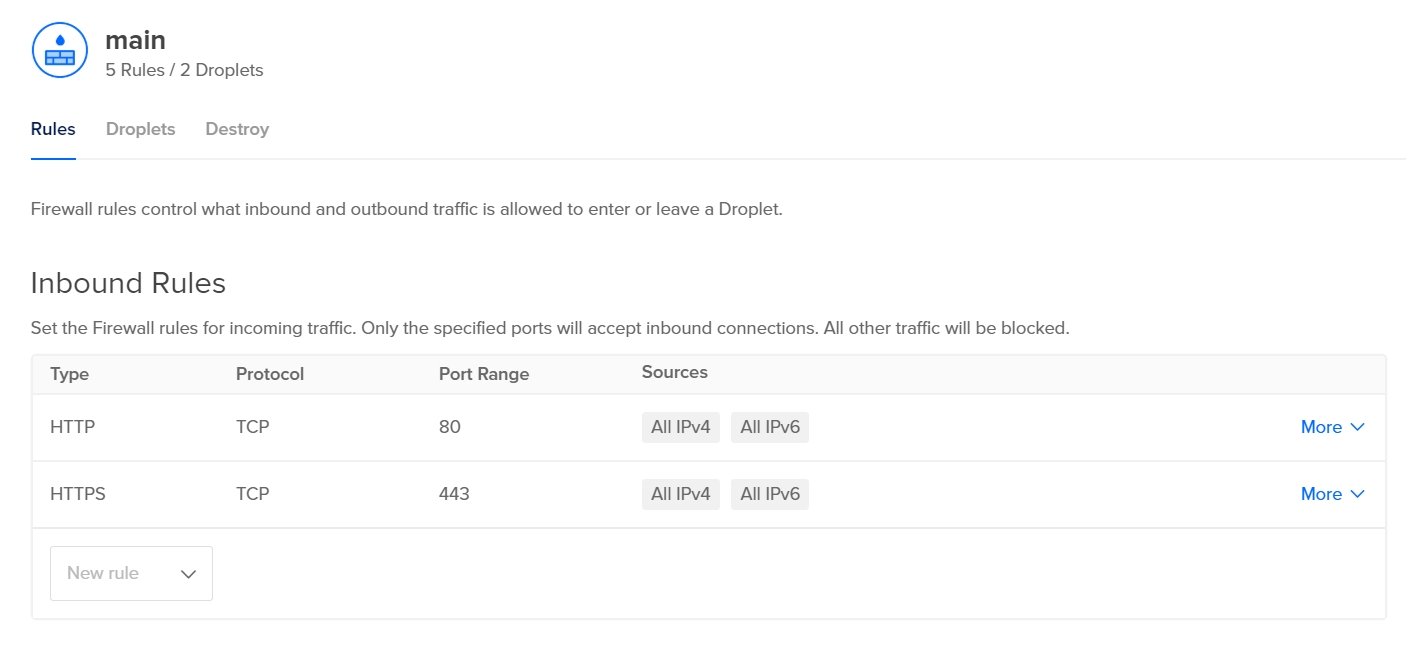 main
5 Rules / 2 Droplets
Rules Droplets Destroy
Firewall rules control what inbound and outbound traffic is allowed to enter or leave a Droplet.
Inbound Rules
Set the Firewall rules for incoming traffic. Only the specified ports will accept inbound connections. All other traffic will be blocked.
Type Protocol Port Range Sources
HTTP TCP 80 All IPv4 All IPv6 More
HTTPS TCP 443 All IPv4 All IPv6 More
New rule